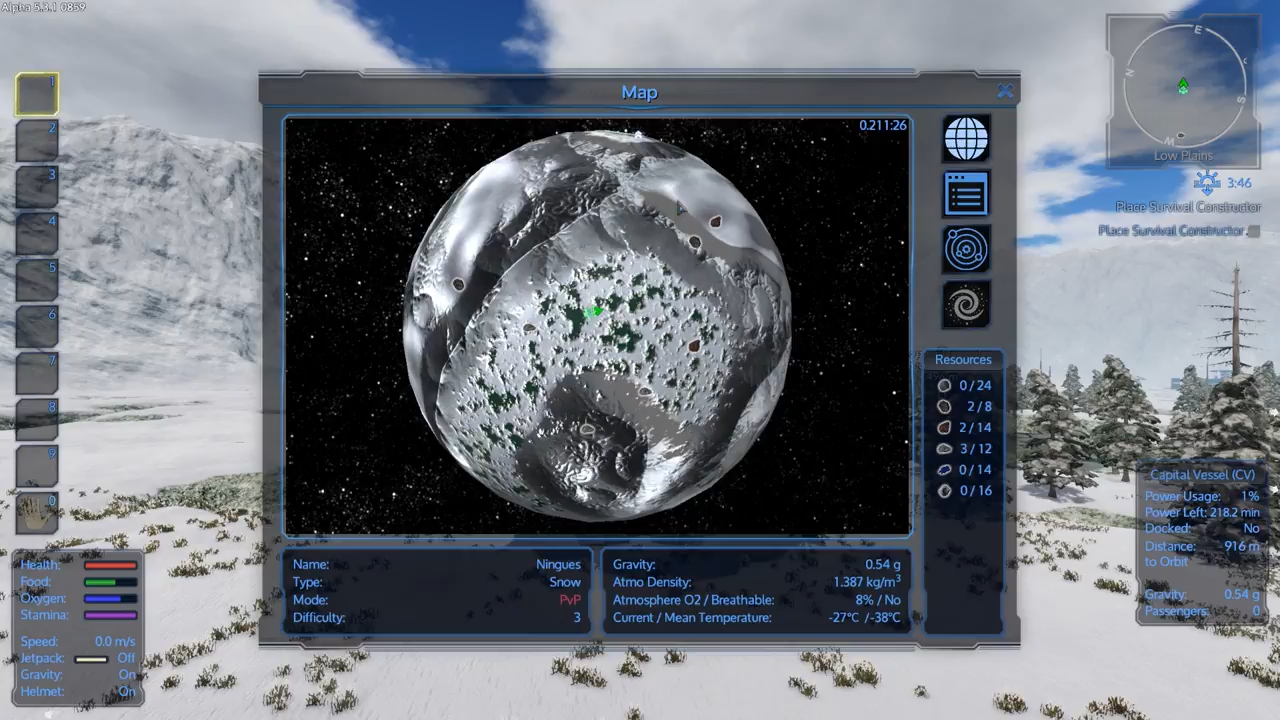 Alpha 5.3.1 0859
1
2
3
4
5
6
7
8
9
0
Map
0.211:26
Resources
0 / 24
2 / 8
2 / 14
3 / 12
0 / 14
0 / 16
Name: Ningues
Type: Snow
Mode: PvP
Difficulty: 3
Gravity: 0.54 g
Atmo Density: 1.387 kg/m³
Atmosphere O2 / Breathable: 8% / No
Current / Mean Temperature: -27°C /-38°C
E
N
S
W
Low Plains
3:46
Place Survival Constructor
Place Survival Constructor
Capital Vessel (CV)
Power Usage: 1%
Power Left: 218.2 min
Docked: No
Distance: 916 m
to Orbit
Gravity: 0.54 g
Passengers: 0
Health:
Food:
Oxygen:
Stamina:
Speed: 0.0 m/s
Jetpack: Off
Gravity: On
Helmet: On